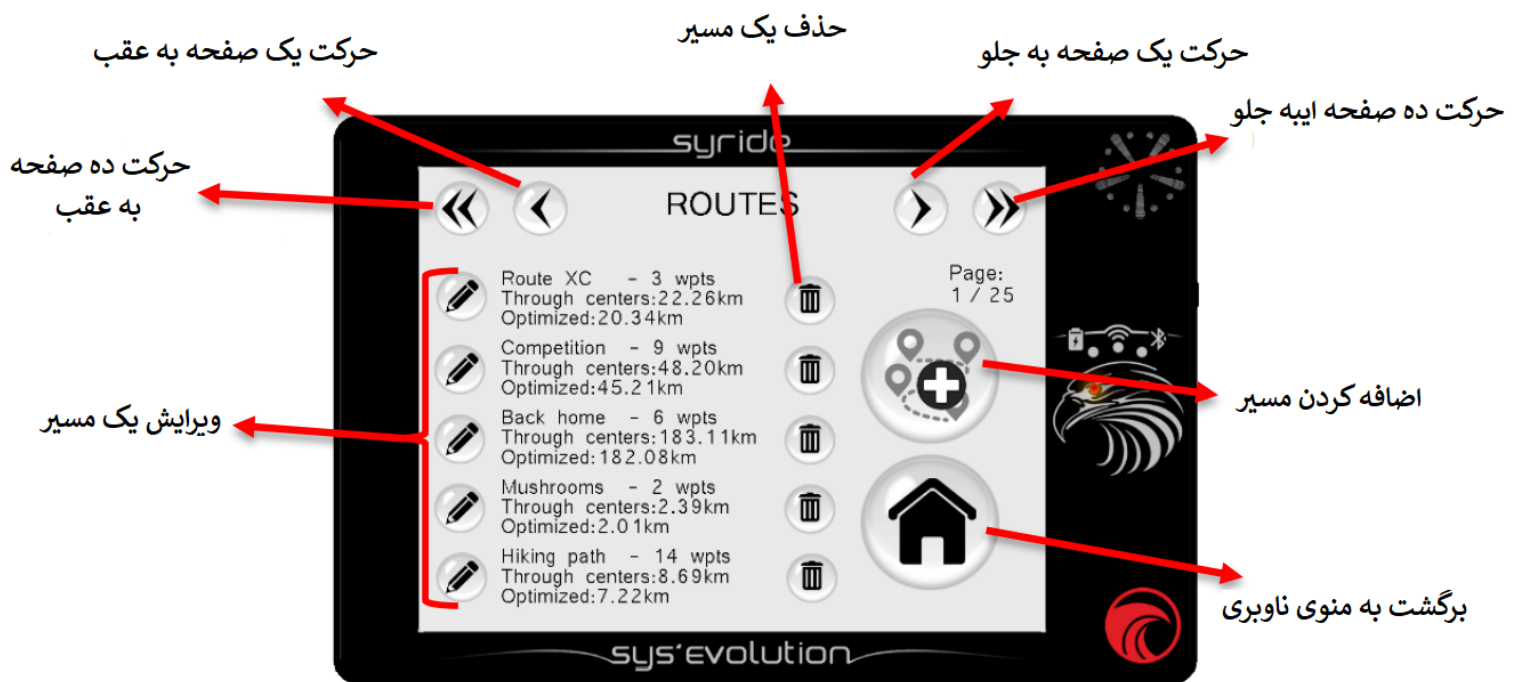 حذف یک مسیر
حرکت یک صفحه به عقب
حرکت یک صفحه به جلو
حرکت ده صفحه ایبه جلو
حرکت ده صفحه
به عقب
syride
ROUTES
Page:
1 / 25
Route XC - 3 wpts
Through centers:22.26km
Optimized:20.34km
Competition - 9 wpts
Through centers:48.20km
Optimized:45.21km
Back home - 6 wpts
Through centers:183.11km
Optimized:182.08km
Mushrooms - 2 wpts
Through centers:2.39km
Optimized:2.01km
Hiking path - 14 wpts
Through centers:8.69km
Optimized:7.22km
ویرایش یک مسیر
اضافه کردن مسیر
برگشت به منوی ناوبری
sys'evolution